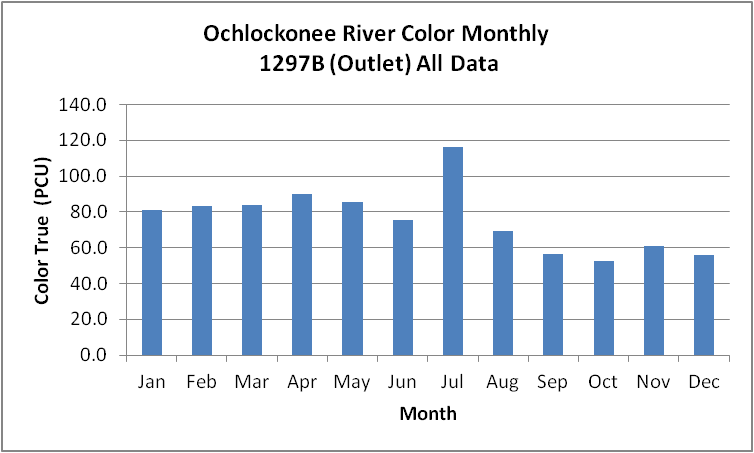 Ochlockonee River Color Monthly
1297B (Outlet) All Data
Color True (PCU)
140.0
120.0
100.0
80.0
60.0
40.0
20.0
0.0
Jan Feb Mar Apr May Jun Jul Aug Sep Oct Nov Dec
Month